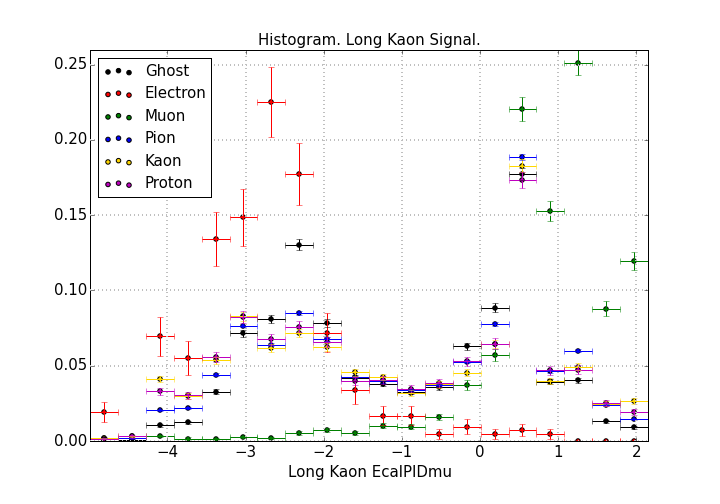 Histogram. Long Kaon Signal.
0.25
0.20
0.15
0.10
0.05
0.00
Ghost
Electron
Muon
Pion
Kaon
Proton
−4 −3 −2 −1 0 1 2
Long Kaon EcalPIDmu